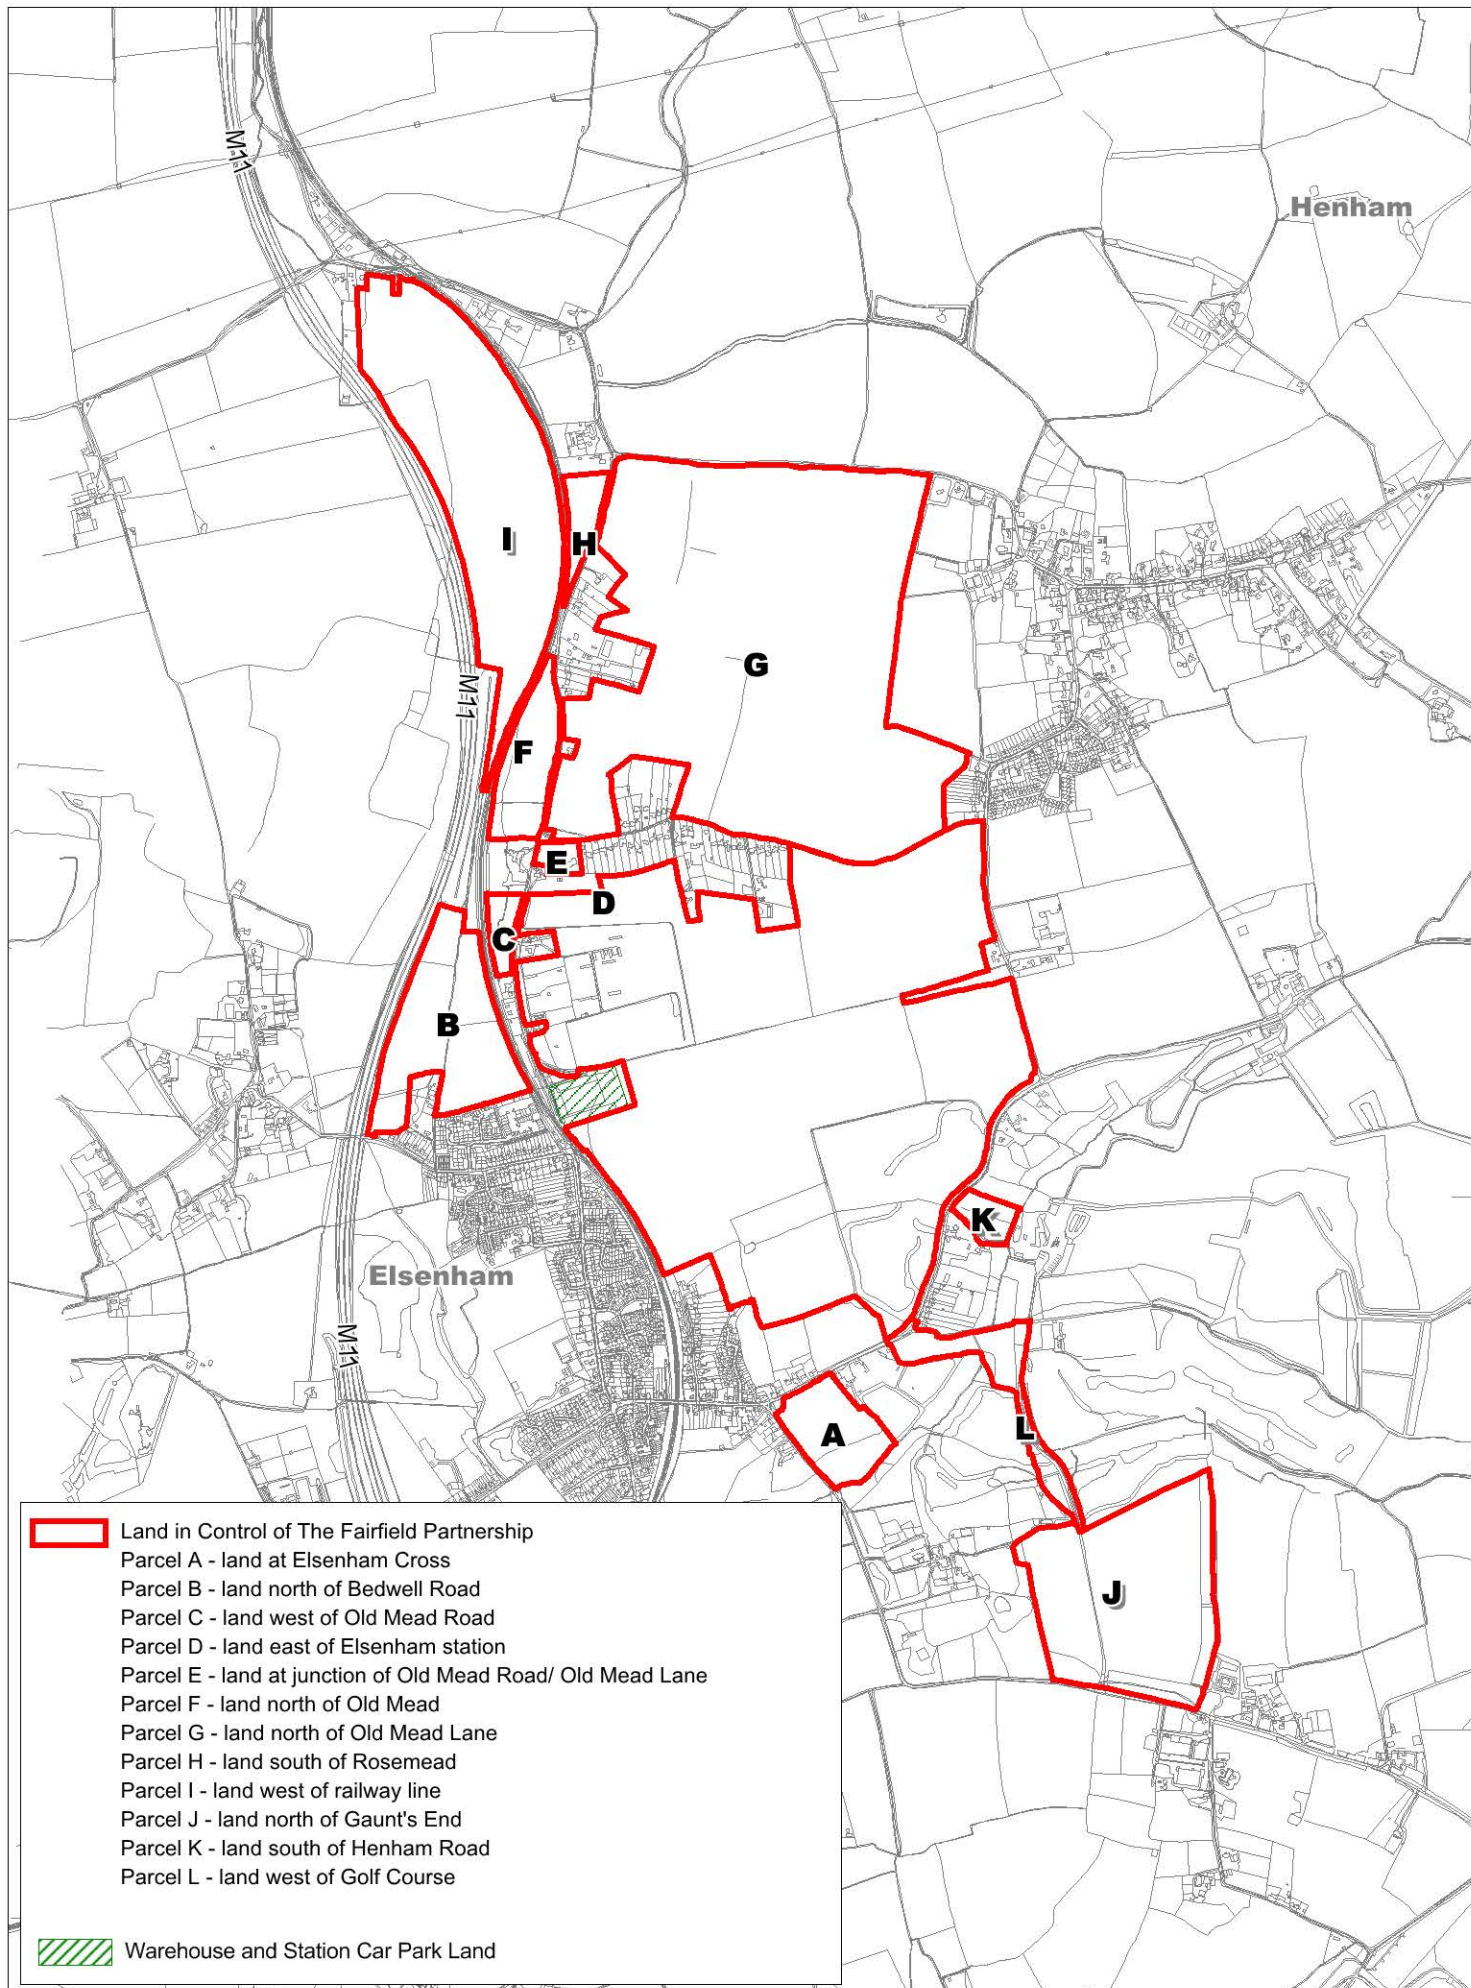 M11
Henham
I
H
G
M11
F
E
D
C
B
K
Elsenham
M11
L
A
J
Land in Control of The Fairfield Partnership
Parcel A - land at Elsenham Cross
Parcel B - land north of Bedwell Road
Parcel C - land west of Old Mead Road
Parcel D - land east of Elsenham station
Parcel E - land at junction of Old Mead Road/ Old Mead Lane
Parcel F - land north of Old Mead
Parcel G - land north of Old Mead Lane
Parcel H - land south of Rosemead
Parcel I - land west of railway line
Parcel J - land north of Gaunt's End
Parcel K - land south of Henham Road
Parcel L - land west of Golf Course
Warehouse and Station Car Park Land